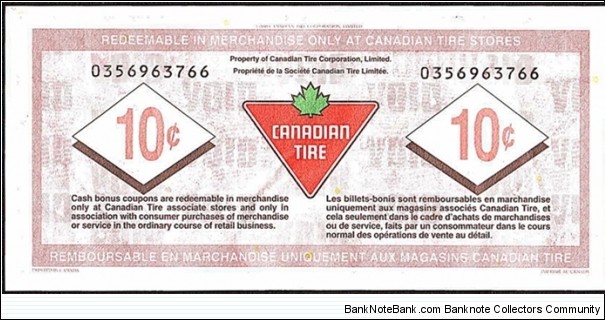 REDEEMABLE IN MERCHANDISE ONLY AT CANADIAN TIRE STORES
Property of Canadian Tire Corporation, Limited.
Propriété de la Société Canadian Tire Limitée.
0356963766
0356963766
10¢
CANADIAN
TIRE
10¢
Cash bonus coupons are redeemable in merchandise
only at Canadian Tire associate stores and only in
association with consumer purchases of merchandise
or service in the ordinary course of retail business.
Les billets-bonis sont remboursables en marchandise
uniquement aux magasins associés Canadian Tire, et
cela seulement dans le cadre d'achats de marchandises
ou de service, faits par un consommateur dans le cours
normal des opérations de vente au détail.
REMBOURSABLE EN MARCHANDISE UNIQUEMENT AUX MAGASINS CANADIAN TIRE
BankNoteBank.com - Banknote Collectors Community